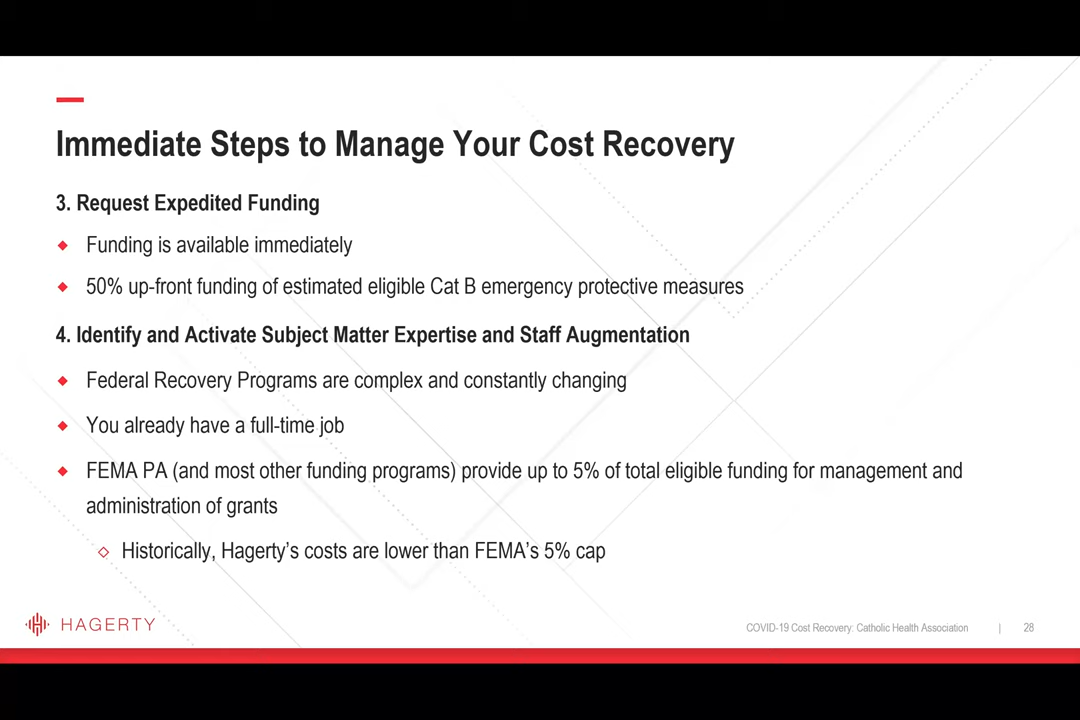 Immediate Steps to Manage Your Cost Recovery
3. Request Expedited Funding
Funding is available immediately
50% up-front funding of estimated eligible Cat B emergency protective measures
4. Identify and Activate Subject Matter Expertise and Staff Augmentation
Federal Recovery Programs are complex and constantly changing
You already have a full-time job
FEMA PA (and most other funding programs) provide up to 5% of total eligible funding for management and
administration of grants
Historically, Hagerty’s costs are lower than FEMA’s 5% cap
HAGERTY
COVID-19 Cost Recovery: Catholic Health Association | 28